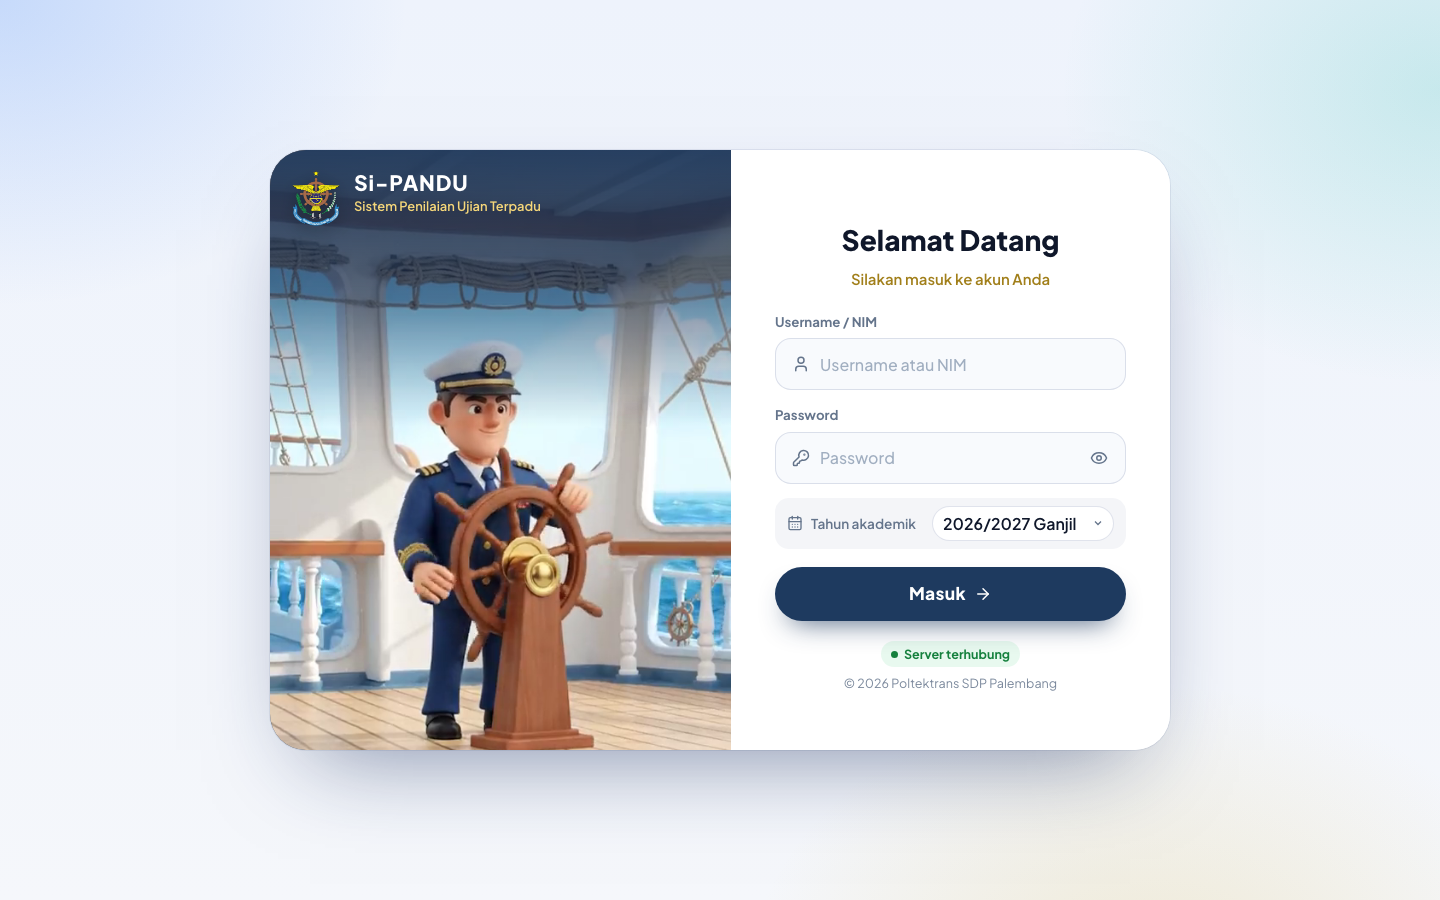 Si-PANDU
Sistem Penilaian Ujian Terpadu
Selamat Datang
Silakan masuk ke akun Anda
Username / NIM
Username atau NIM
Password
Password
Tahun akademik
2026/2027 Ganjil
Masuk
Server terhubung
© 2026 Poltektrans SDP Palembang